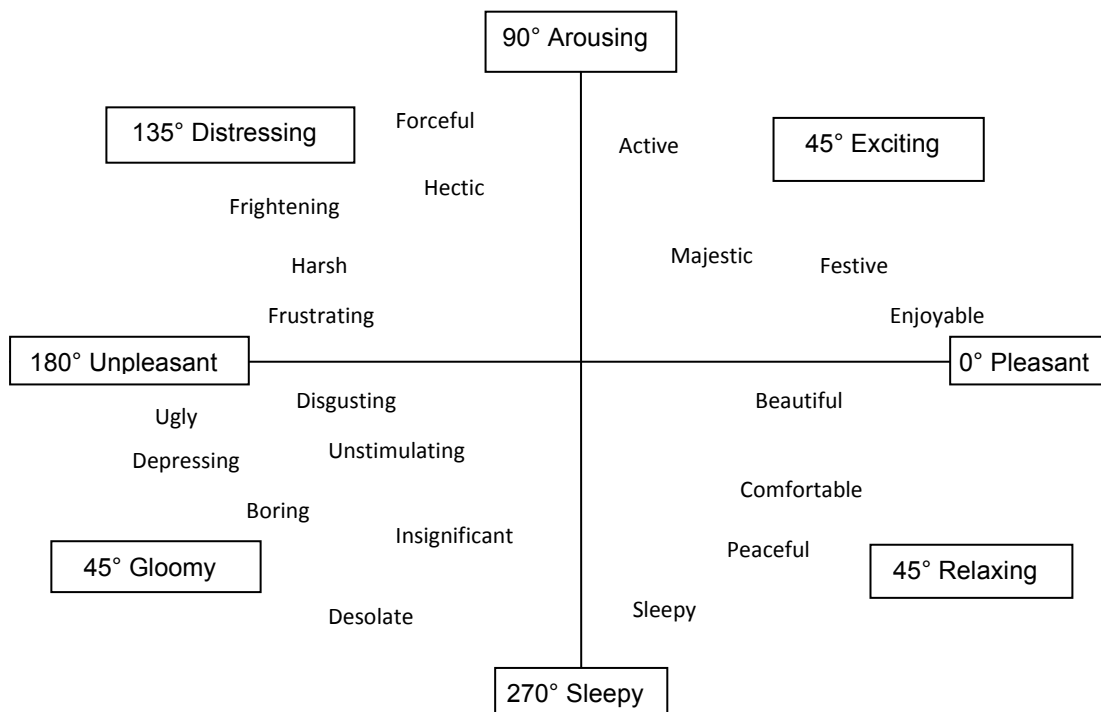 90° Arousing
135° Distressing
Forceful
Active
45° Exciting
Hectic
Frightening
Majestic
Festive
Harsh
Frustrating
Enjoyable
180° Unpleasant
0° Pleasant
Disgusting
Beautiful
Ugly
Depressing
Unstimulating
Comfortable
Boring
Insignificant
Peaceful
45° Gloomy
45° Relaxing
Desolate
Sleepy
270° Sleepy